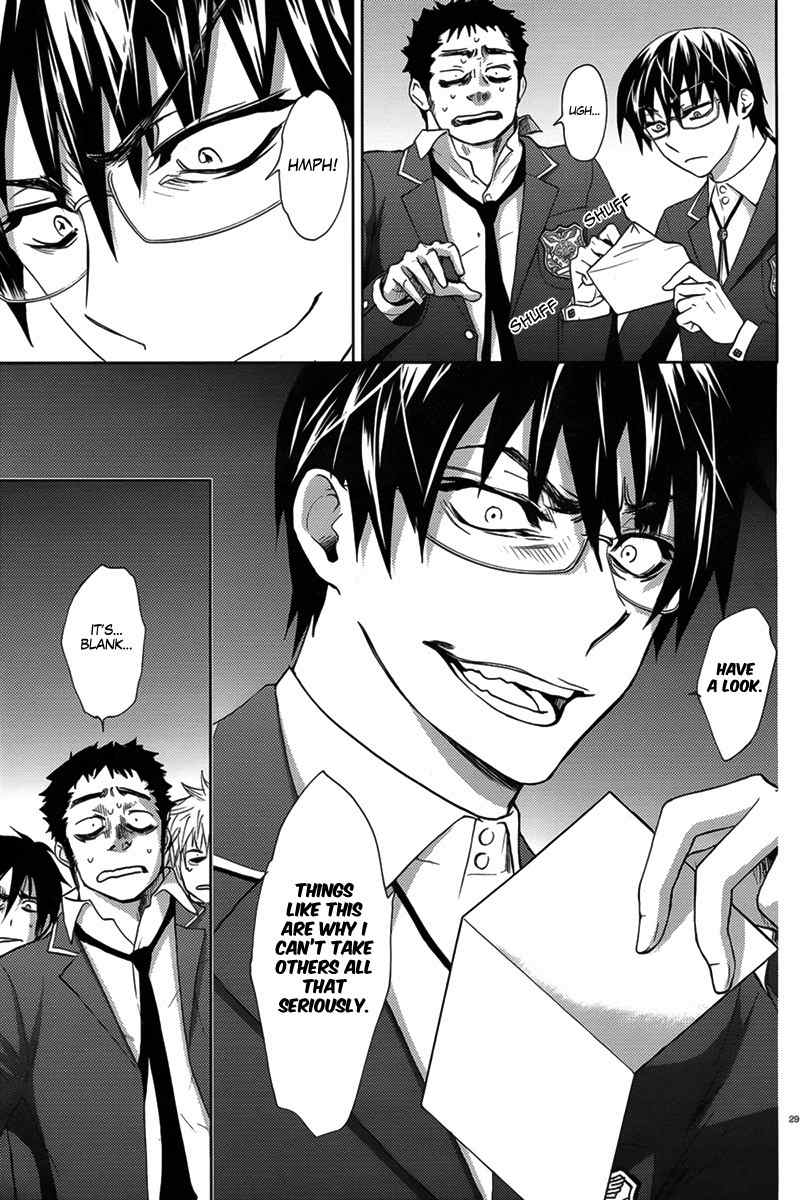 UGH...
SHUFF
SHUFF
HMPH!
HAVE
A LOOK.
THINGS
LIKE THIS
ARE WHY I
CAN'T TAKE
OTHERS ALL
THAT
SERIOUSLY.
IT'S...
BLANK...
29